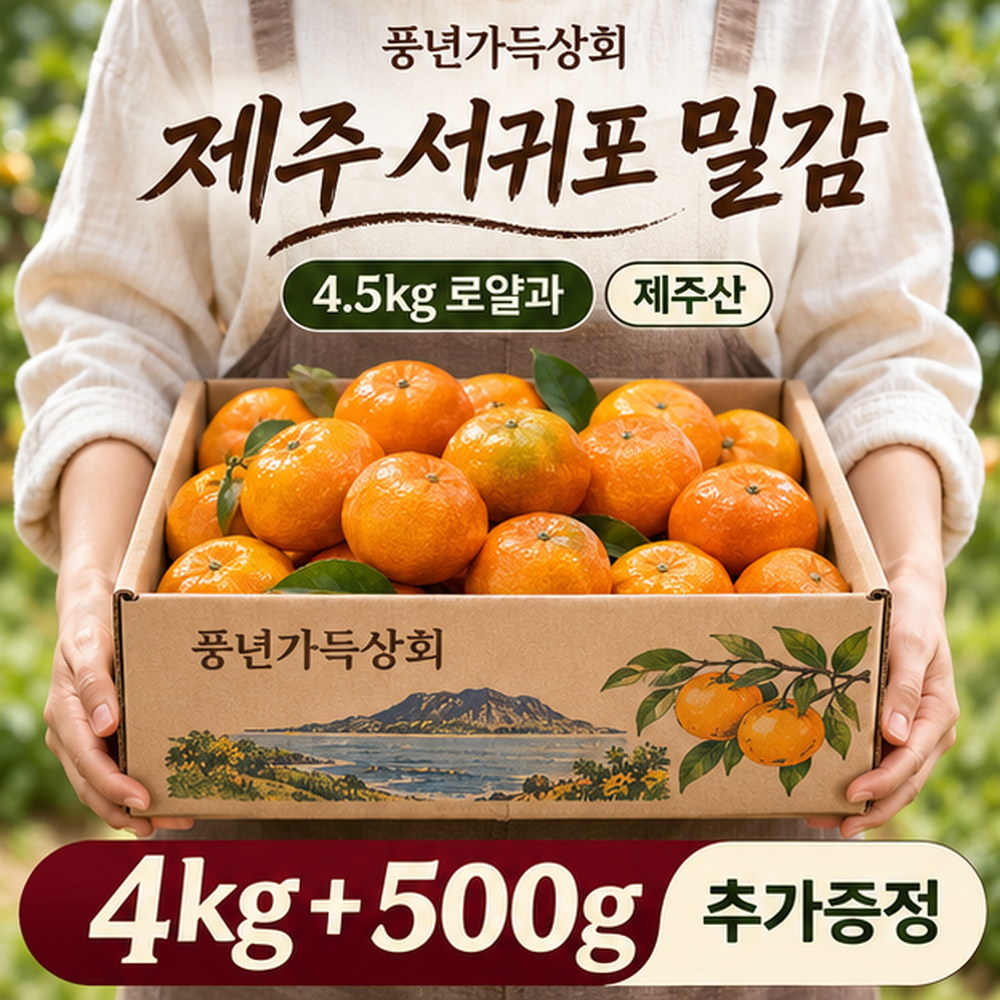 풍년가득상회
제주 서귀포 밀감
4.5kg 로얄과 제주산
풍년가득상회
4kg+500g 추가증정